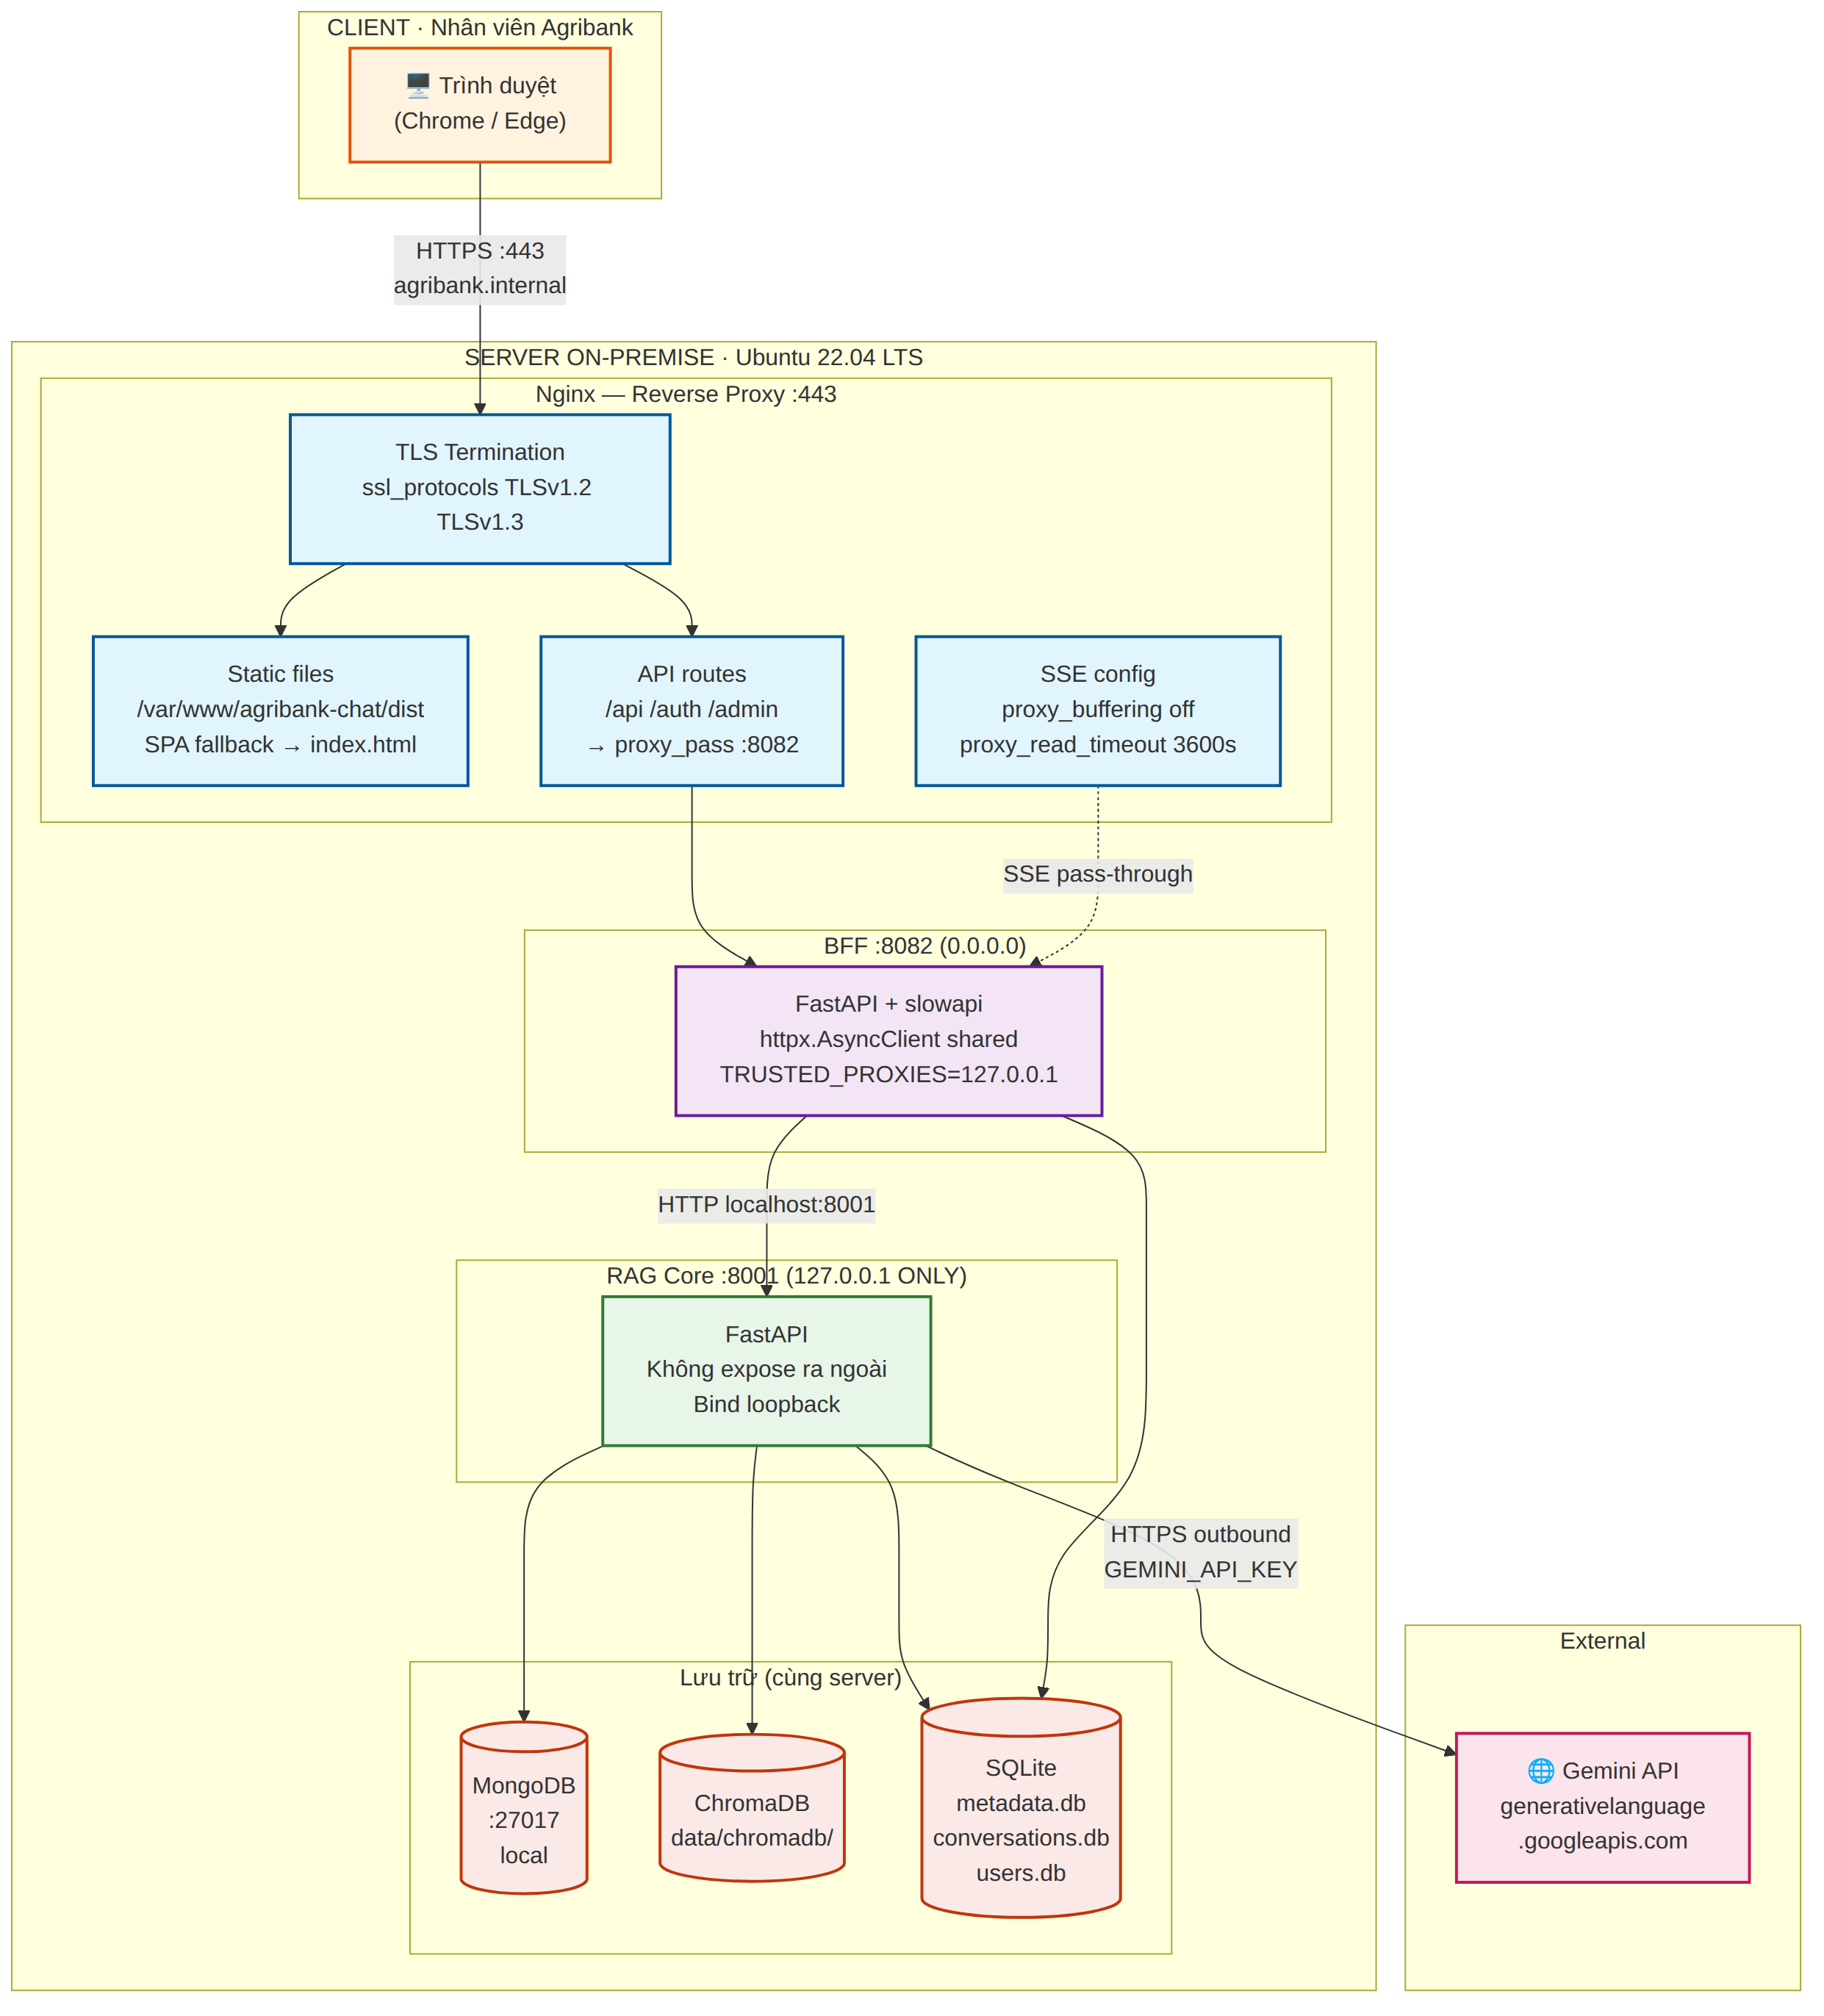 CLIENT · Nhân viên Agribank
🖥️ Trình duyệt
(Chrome / Edge)
HTTPS :443
agribank.internal
SERVER ON-PREMISE · Ubuntu 22.04 LTS
Nginx — Reverse Proxy :443
TLS Termination
ssl_protocols TLSv1.2
TLSv1.3
Static files
/var/www/agribank-chat/dist
SPA fallback → index.html
API routes
/api /auth /admin
→ proxy_pass :8082
SSE config
proxy_buffering off
proxy_read_timeout 3600s
SSE pass-through
BFF :8082 (0.0.0.0)
FastAPI + slowapi
httpx.AsyncClient shared
TRUSTED_PROXIES=127.0.0.1
HTTP localhost:8001
RAG Core :8001 (127.0.0.1 ONLY)
FastAPI
Không expose ra ngoài
Bind loopback
HTTPS outbound
GEMINI_API_KEY
Lưu trữ (cùng server)
MongoDB
:27017
local
ChromaDB
data/chromadb/
SQLite
metadata.db
conversations.db
users.db
External
🌐 Gemini API
generativelanguage
.googleapis.com